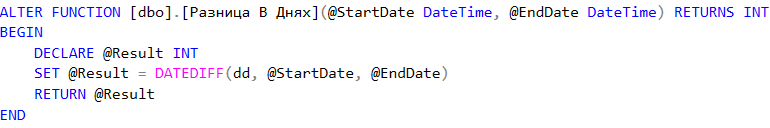 ALTER FUNCTION [dbo].[Разница В Днях](@StartDate DateTime, @EndDate DateTime) RETURNS INT
BEGIN
    DECLARE @Result INT
    SET @Result = DATEDIFF(dd, @StartDate, @EndDate)
    RETURN @Result
END